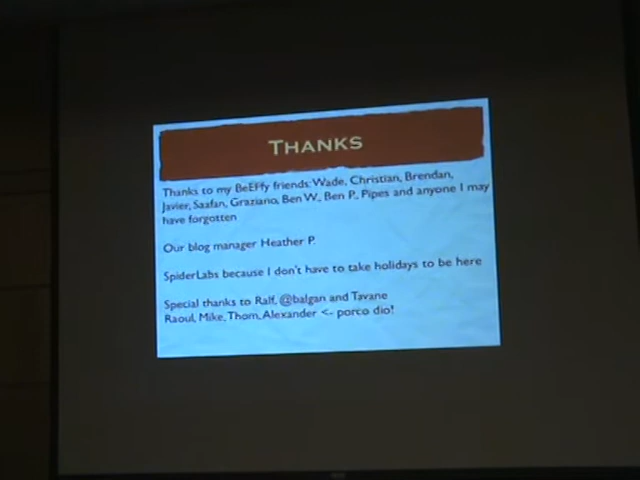 THANKS
Thanks to my BeEFfy friends: Wade, Christian, Brendan,
Javier, Saafan, Graziano, Ben W., Ben P., Pipes and anyone I may
have forgotten
Our blog manager Heather P.
SpiderLabs because I don't have to take holidays to be here
Special thanks to Ralf, @balgan and Tavane
Raoul, Mike, Thom, Alexander <- porco dio!